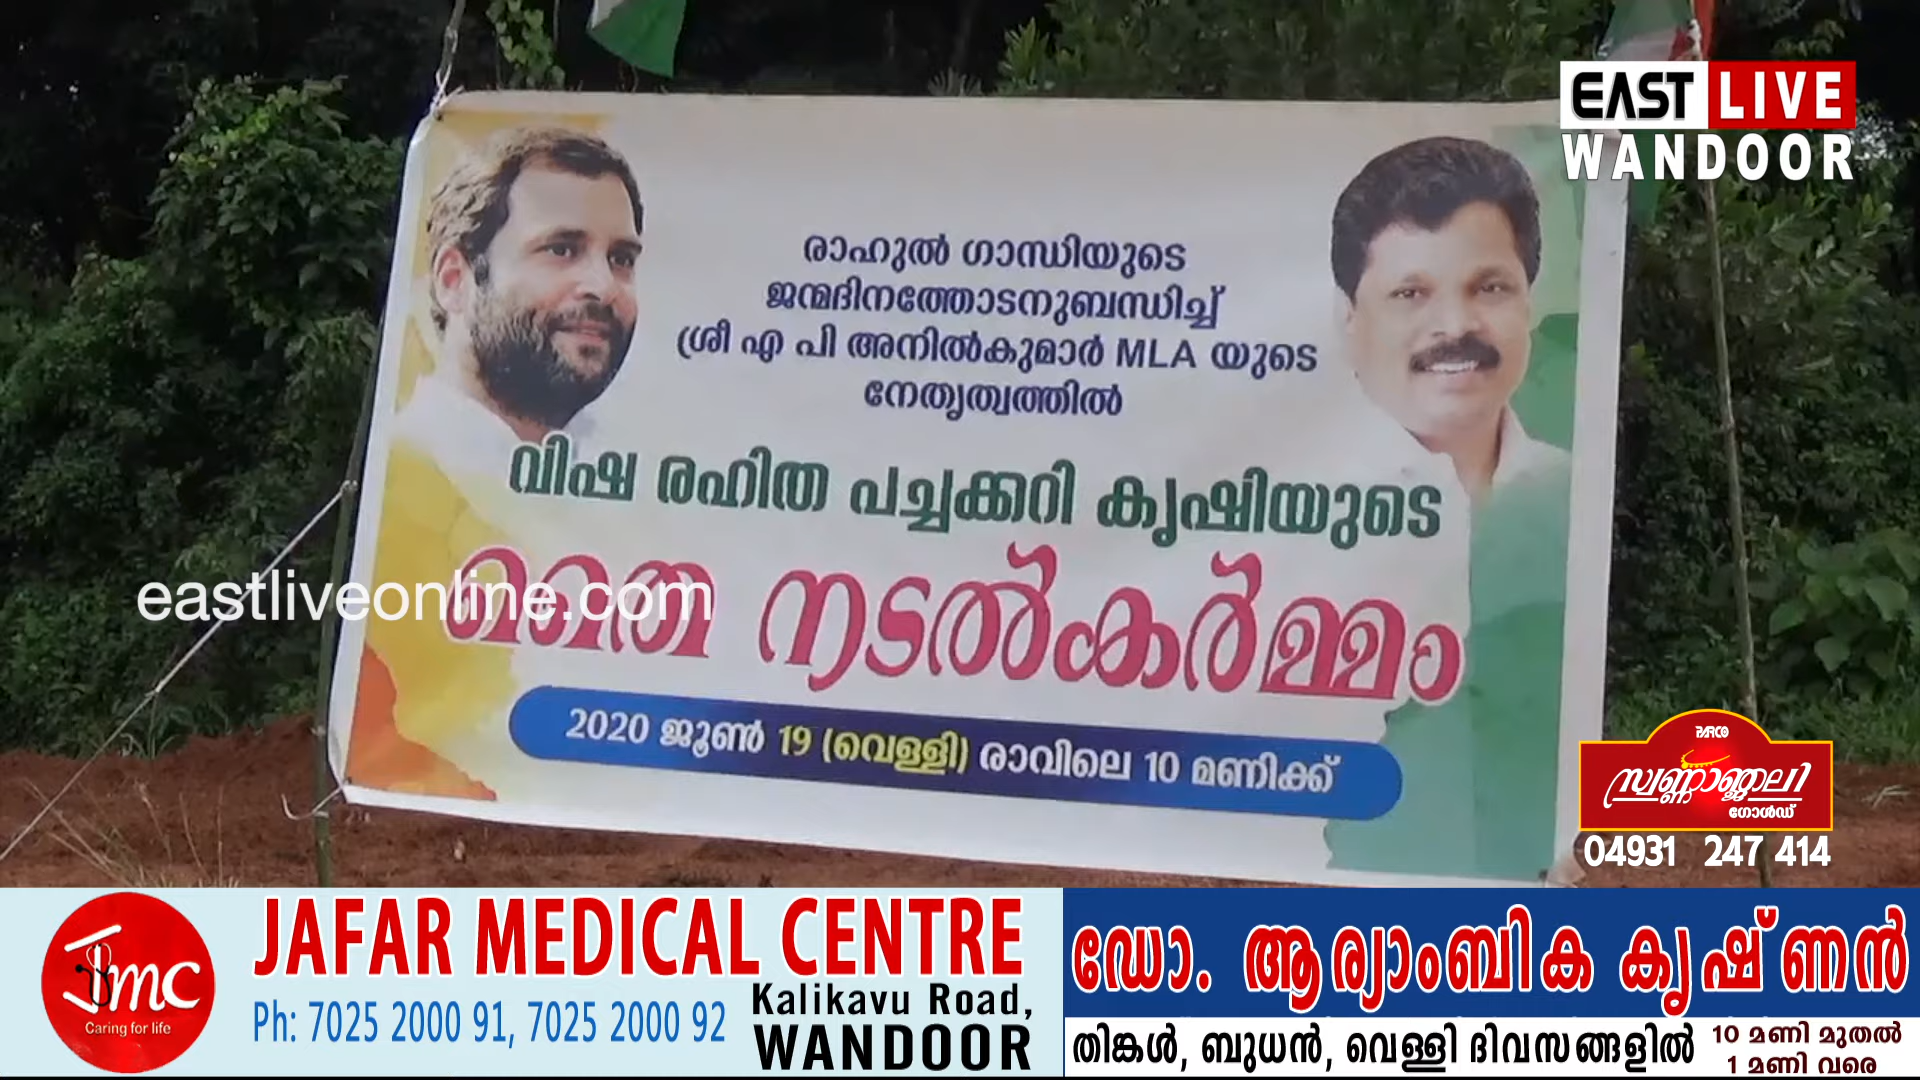 EAST LIVE
WANDOOR
രാഹുൽ ഗാന്ധിയുടെ
ജന്മദിനത്തോടനുബന്ധിച്ച്
ശ്രീ എ പി അനിൽകുമാർ MLA യുടെ
നേതൃത്വത്തിൽ
വിഷ രഹിത പച്ചക്കറി കൃഷിയുടെ
തൈ നടൽകർമ്മം
eastliveonline.com
2020 ജൂൺ 19 (വെള്ളി) രാവിലെ 10 മണിക്ക്
സ്വർണ്ണാഞ്ജലി
ഗോൾഡ്
04931 247 414
Jmc
Caring for life
JAFAR MEDICAL CENTRE
Ph: 7025 2000 91, 7025 2000 92
Kalikavu Road,
WANDOOR
ഡോ. ആര്യാംബിക കൃഷ്ണൻ
തിങ്കൾ, ബുധൻ, വെള്ളി ദിവസങ്ങളിൽ
10 മണി മുതൽ
1 മണി വരെ